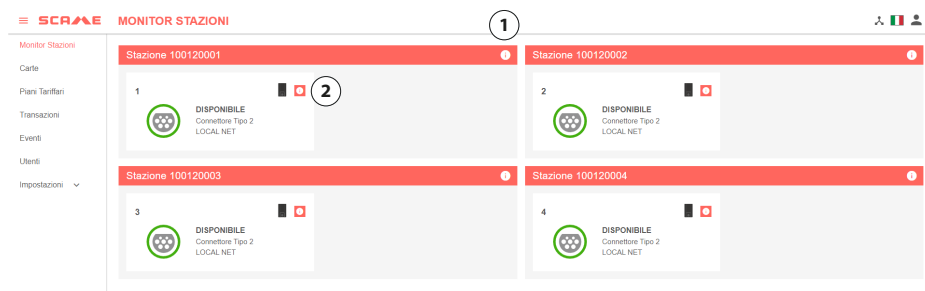 SCAME
MONITOR STAZIONI
1
Monitor Stazioni
Carte
Piani Tariffari
Transazioni
Eventi
Utenti
Impostazioni
Stazione 100120001
1
2
DISPONIBILE
Connettore Tipo 2
LOCAL NET
Stazione 100120002
2
DISPONIBILE
Connettore Tipo 2
LOCAL NET
Stazione 100120003
3
DISPONIBILE
Connettore Tipo 2
LOCAL NET
Stazione 100120004
4
DISPONIBILE
Connettore Tipo 2
LOCAL NET